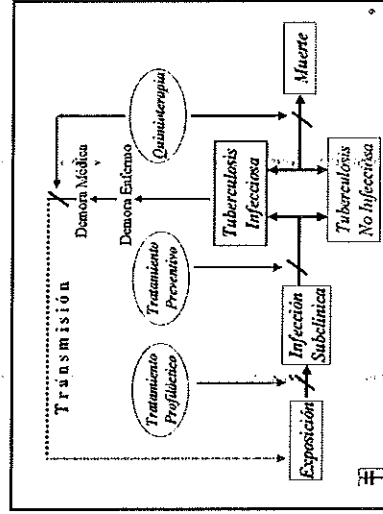 Transmisión
Demora Médica
Demora Enfermo
Tratamiento
Profiláctico
Tratamiento
Preventivo
Quimioterapia
Exposición
Infección
Subclínica
Tuberculosis
Infecciosa
Tuberculosis
No Infecciosa
Muerte
9